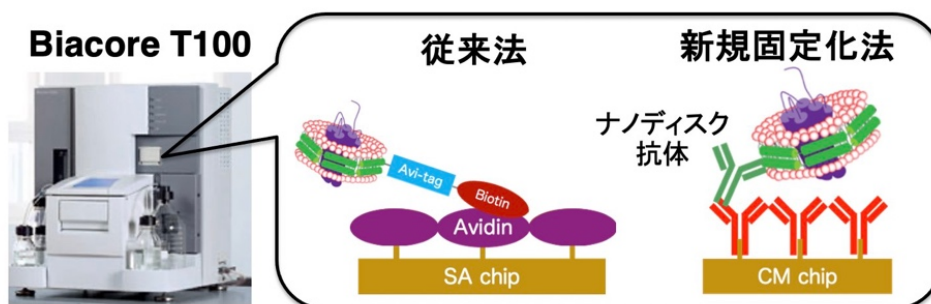 Biacore T100
従来法
新規固定化法
ナノディスク
抗体
Avi-tag
Biotin
Avidin
SA chip
CM chip